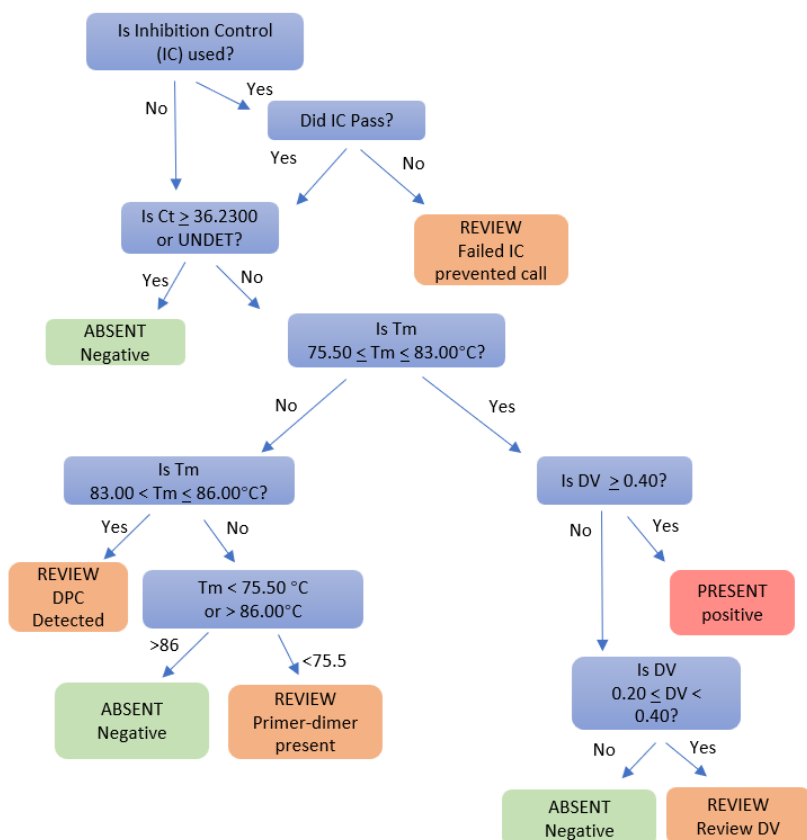 Is Inhibition Control
(IC) used?
Yes
No
Did IC Pass?
Yes
No
Is Ct ≥ 36.2300
or UNDET?
REVIEW
Failed IC
prevented call
Yes
No
ABSENT
Negative
Is Tm
75.50 ≤ Tm ≤ 83.00°C?
No
Yes
Is Tm
83.00 < Tm ≤ 86.00°C?
Is DV ≥ 0.40?
Yes
No
No
Yes
REVIEW
DPC
Detected
Tm < 75.50 °C
or > 86.00°C
PRESENT
positive
>86
<75.5
ABSENT
Negative
REVIEW
Primer-dimer
present
Is DV
0.20 ≤ DV <
0.40?
No
Yes
ABSENT
Negative
REVIEW
Review DV